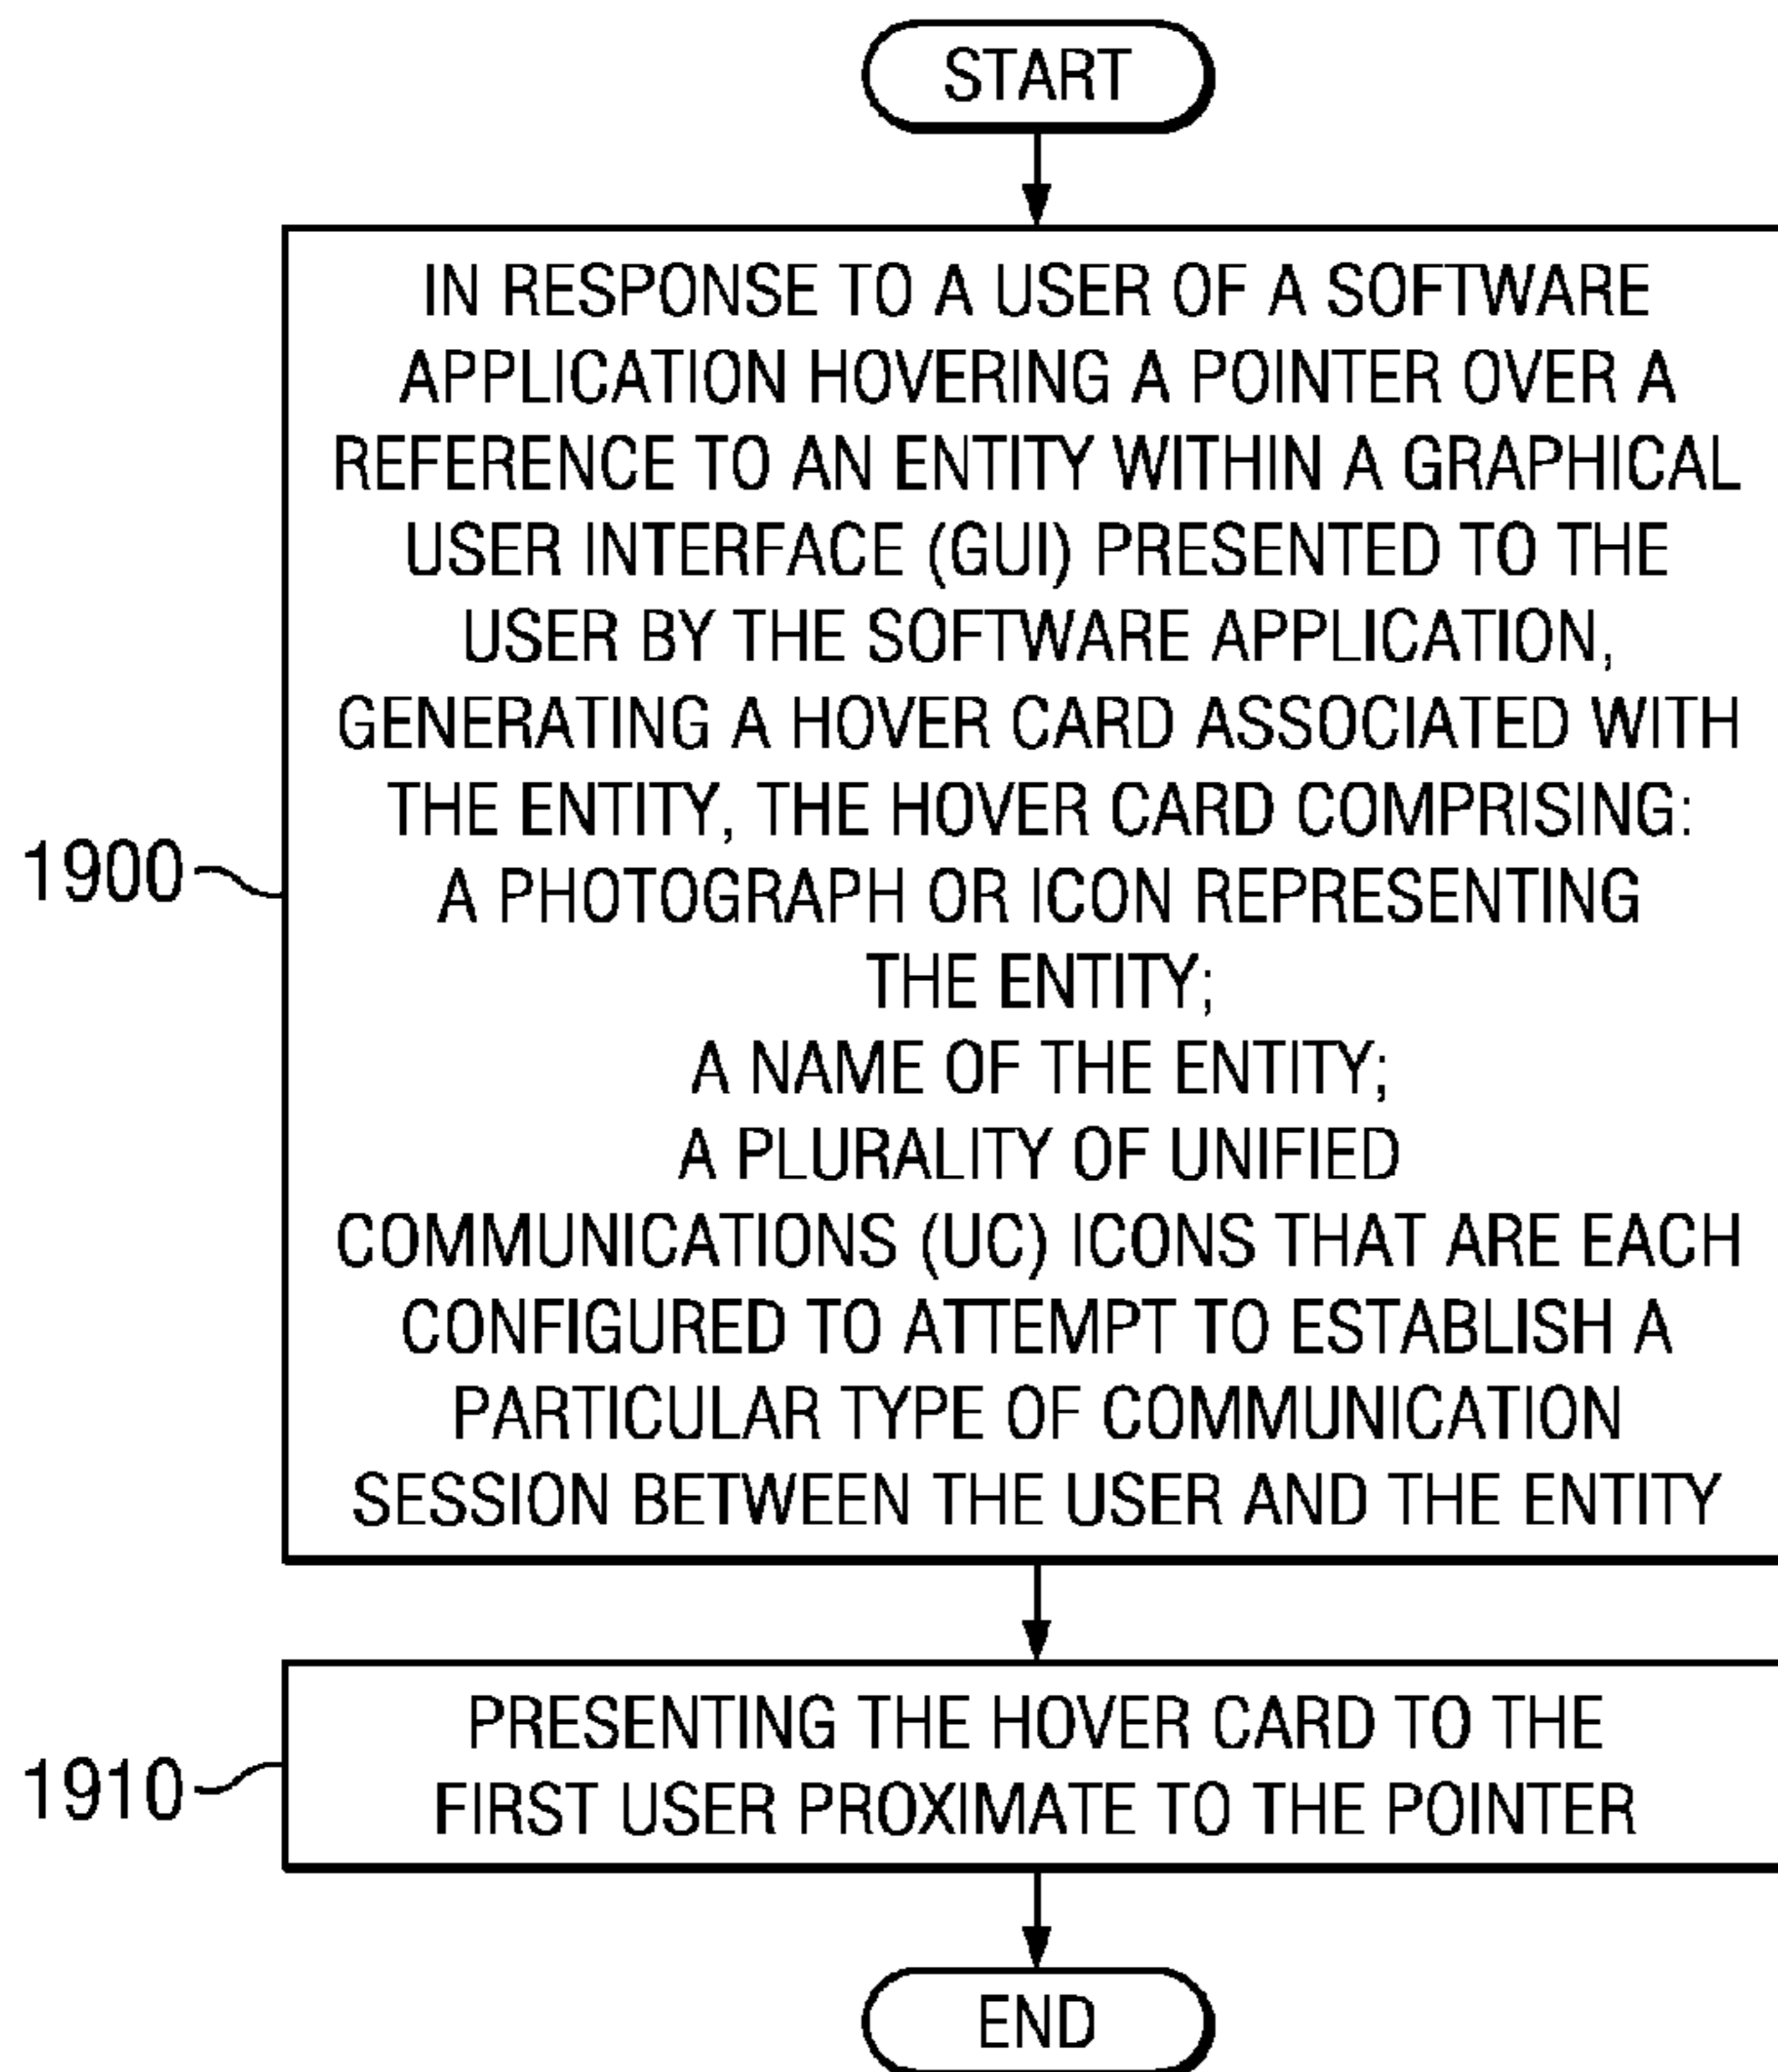 START
IN RESPONSE TO A USER OF A SOFTWARE
APPLICATION HOVERING A POINTER OVER A
REFERENCE TO AN ENTITY WITHIN A GRAPHICAL
USER INTERFACE (GUI) PRESENTED TO THE
USER BY THE SOFTWARE APPLICATION,
GENERATING A HOVER CARD ASSOCIATED WITH
THE ENTITY, THE HOVER CARD COMPRISING:
1900
A PHOTOGRAPH OR ICON REPRESENTING
THE ENTITY;
A NAME OF THE ENTITY;
A PLURALITY OF UNIFIED
COMMUNICATIONS (UC) ICONS THAT ARE EACH
CONFIGURED TO ATTEMPT TO ESTABLISH A
PARTICULAR TYPE OF COMMUNICATION
SESSION BETWEEN THE USER AND THE ENTITY
PRESENTING THE HOVER CARD TO THE
1910
FIRST USER PROXIMATE TO THE POINTER
END